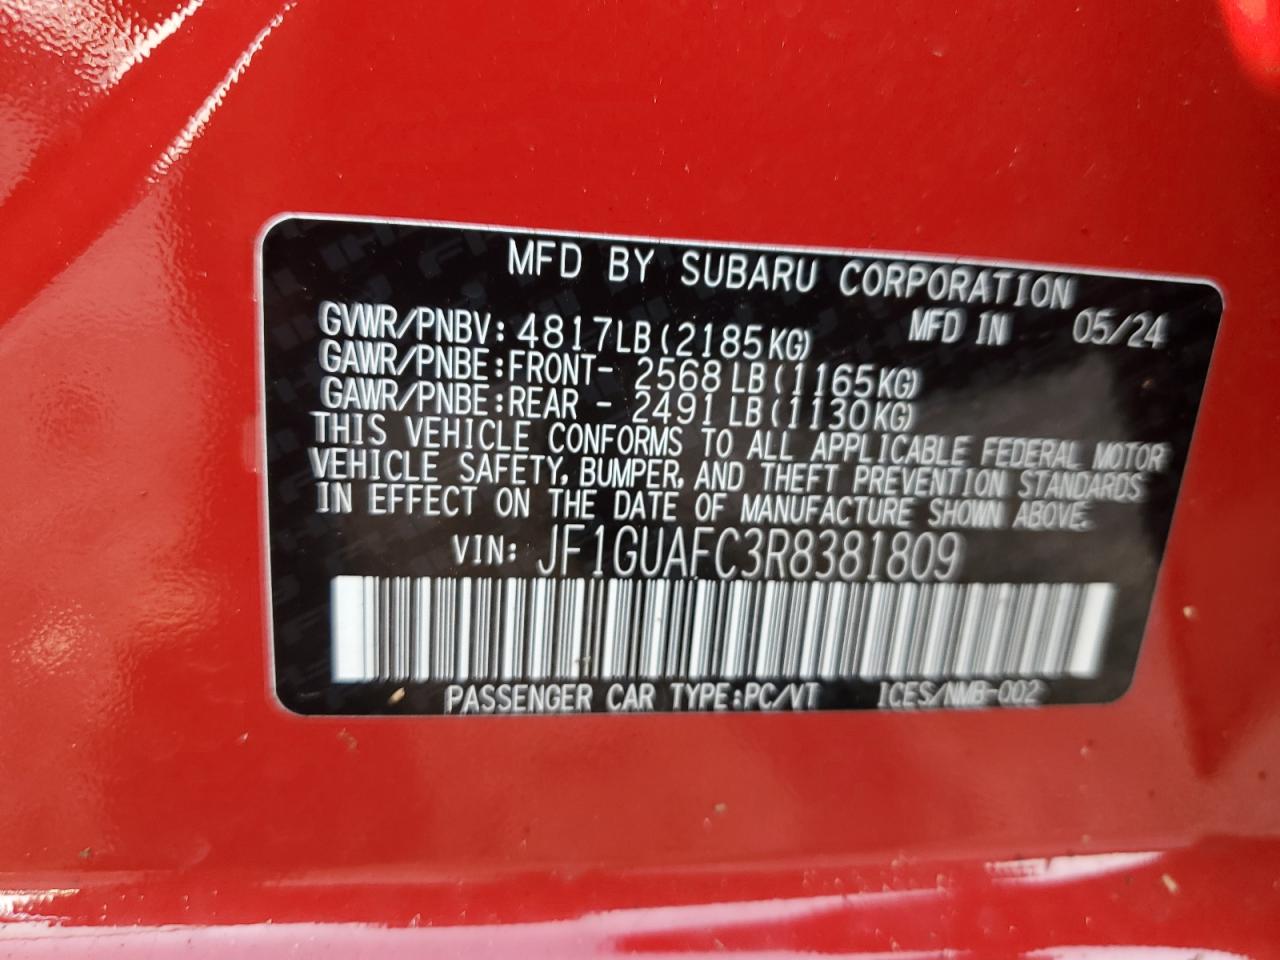 MFD BY SUBARU CORPORATION
GVWR/PNBV: 4817LB (2185KG) MFD IN 05/24
GAWR/PNBE: FRONT- 2568 LB (1165KG)
GAWR/PNBE: REAR - 2491 LB (1130KG)
THIS VEHICLE CONFORMS TO ALL APPLICABLE FEDERAL MOTOR
VEHICLE SAFETY, BUMPER, AND THEFT PREVENTION STANDARDS
IN EFFECT ON THE DATE OF MANUFACTURE SHOWN ABOVE.
VIN: JF1GUAFC3R8381809
PASSENGER CAR TYPE:PC/VT ICES/NMB-002